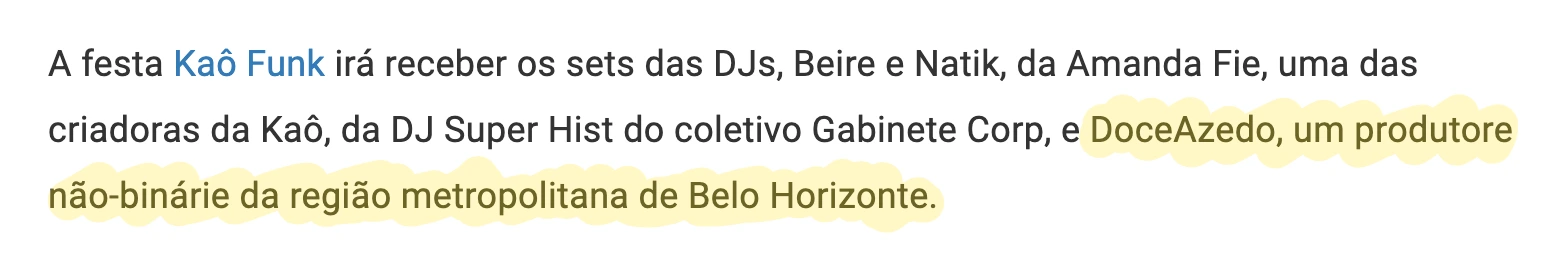 A festa Kaô Funk irá receber os sets das DJs, Beire e Natik, da Amanda Fie, uma das
criadoras da Kaô, da DJ Super Hist do coletivo Gabinete Corp, e DoceAzedo, um produtore
não-binárie da região metropolitana de Belo Horizonte.